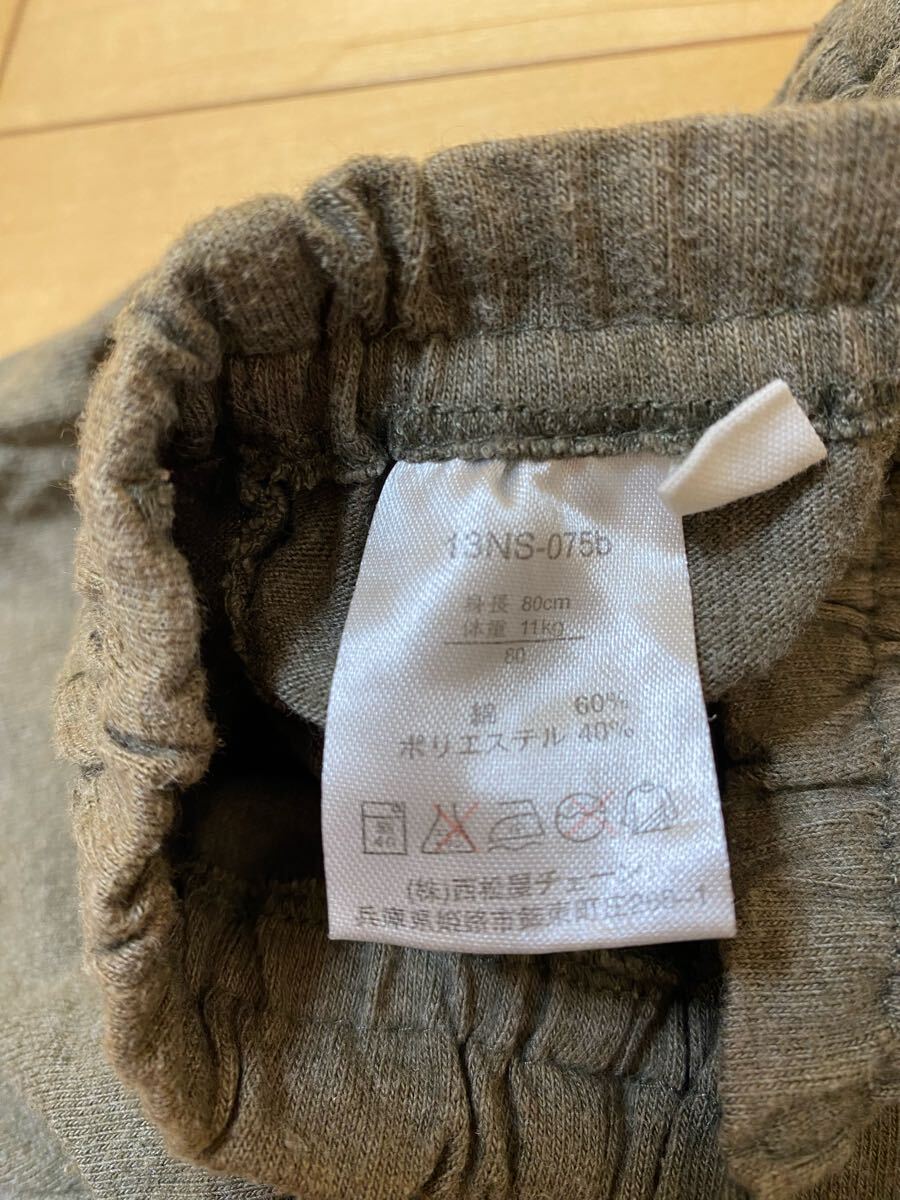 13NS-075b
身長 80cm
体重 11kg
80
綿 60%
ポリエステル 40%
(株)西松屋チェーン
兵庫県姫路市飾東町庄266-1